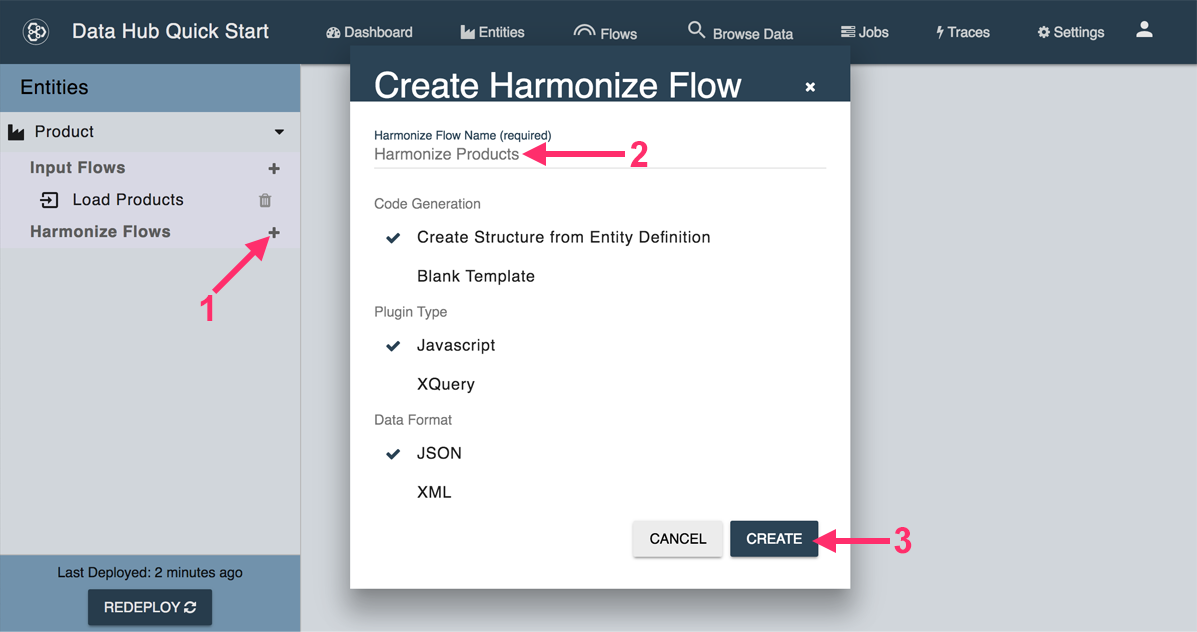 Data Hub Quick Start
Dashboard
Entities
Flows
Browse Data
Jobs
Traces
Settings
Entities
Product
Input Flows
Load Products
Harmonize Flows
1
Create Harmonize Flow
Harmonize Flow Name (required)
Harmonize Products
2
Code Generation
Create Structure from Entity Definition
Blank Template
Plugin Type
Javascript
XQuery
Data Format
JSON
XML
CANCEL
CREATE
3
Last Deployed: 2 minutes ago
REDEPLOY